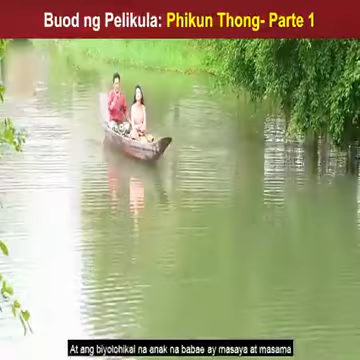 Buod ng Pelikula: Phikun Thong- Parte 1
At ang biyolohikal na anak na babae ay masaya at masama